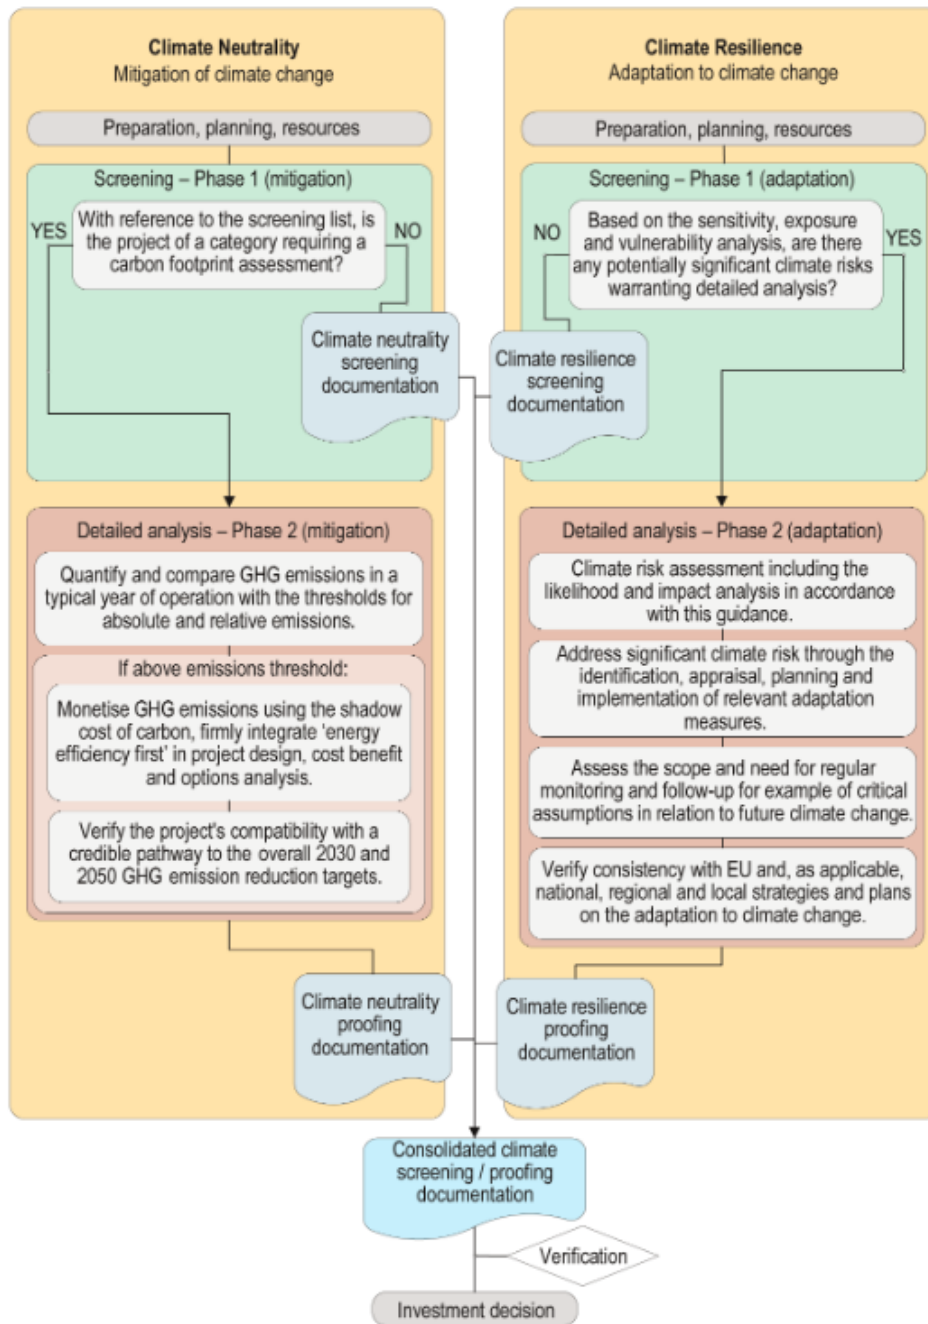 Climate Neutrality
Mitigation of climate change
Preparation, planning, resources
Screening – Phase 1 (mitigation)
YES
With reference to the screening list, is
the project of a category requiring a
carbon footprint assessment?
NO
Climate neutrality
screening
documentation
Detailed analysis – Phase 2 (mitigation)
Quantify and compare GHG emissions in a
typical year of operation with the thresholds for
absolute and relative emissions.
If above emissions threshold:
Monetise GHG emissions using the shadow
cost of carbon, firmly integrate 'energy
efficiency first' in project design, cost benefit
and options analysis.
Verify the project's compatibility with a
credible pathway to the overall 2030 and
2050 GHG emission reduction targets.
Climate neutrality
proofing
documentation
Climate Resilience
Adaptation to climate change
Preparation, planning, resources
Screening – Phase 1 (adaptation)
NO
Based on the sensitivity, exposure
and vulnerability analysis, are there
any potentially significant climate risks
warranting detailed analysis?
YES
Climate resilience
screening
documentation
Detailed analysis – Phase 2 (adaptation)
Climate risk assessment including the
likelihood and impact analysis in accordance
with this guidance.
Address significant climate risk through the
identification, appraisal, planning and
implementation of relevant adaptation
measures.
Assess the scope and need for regular
monitoring and follow-up for example of critical
assumptions in relation to future climate change.
Verify consistency with EU and, as applicable,
national, regional and local strategies and plans
on the adaptation to climate change.
Climate resilience
proofing
documentation
Consolidated climate
screening / proofing
documentation
Verification
Investment decision